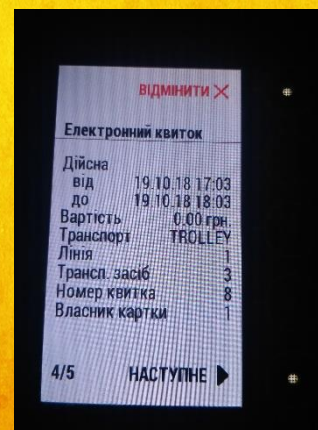 ВІДМІНИТИ ✕
Електронний квиток
Дійсна
від 19.10.18 17:03
до 19.10.18 18:03
Вартість 0,00 грн.
Транспорт TROLLEY
Лінія 1
Трансп. засіб 3
Номер квитка 8
Власник картки 1
4/5 НАСТУПНЕ ▶